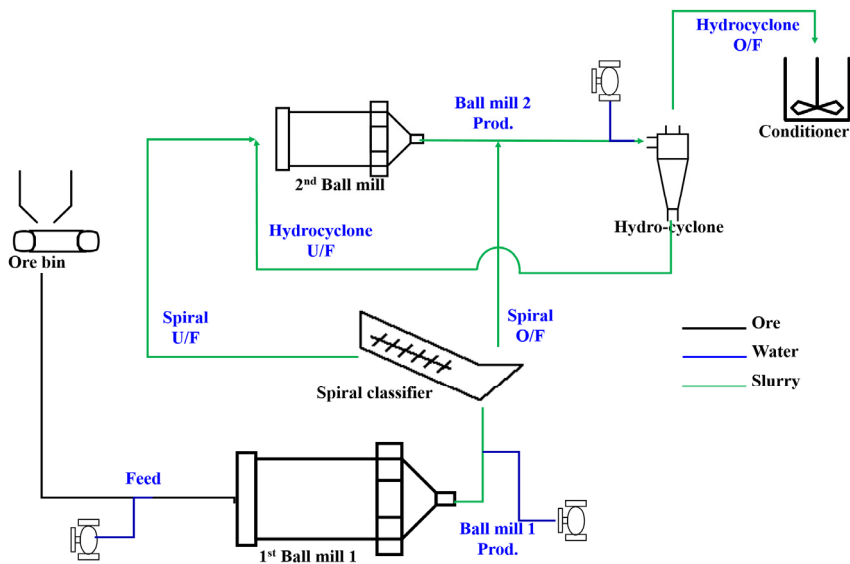 Hydrocyclone
O/F
Conditioner
Ball mill 2
Prod.
2nd Ball mill
Hydro-cyclone
Hydrocyclone
U/F
Ore bin
Spiral
U/F
Spiral
O/F
Spiral classifier
Ore
Water
Slurry
Feed
1st Ball mill 1
Ball mill 1
Prod.